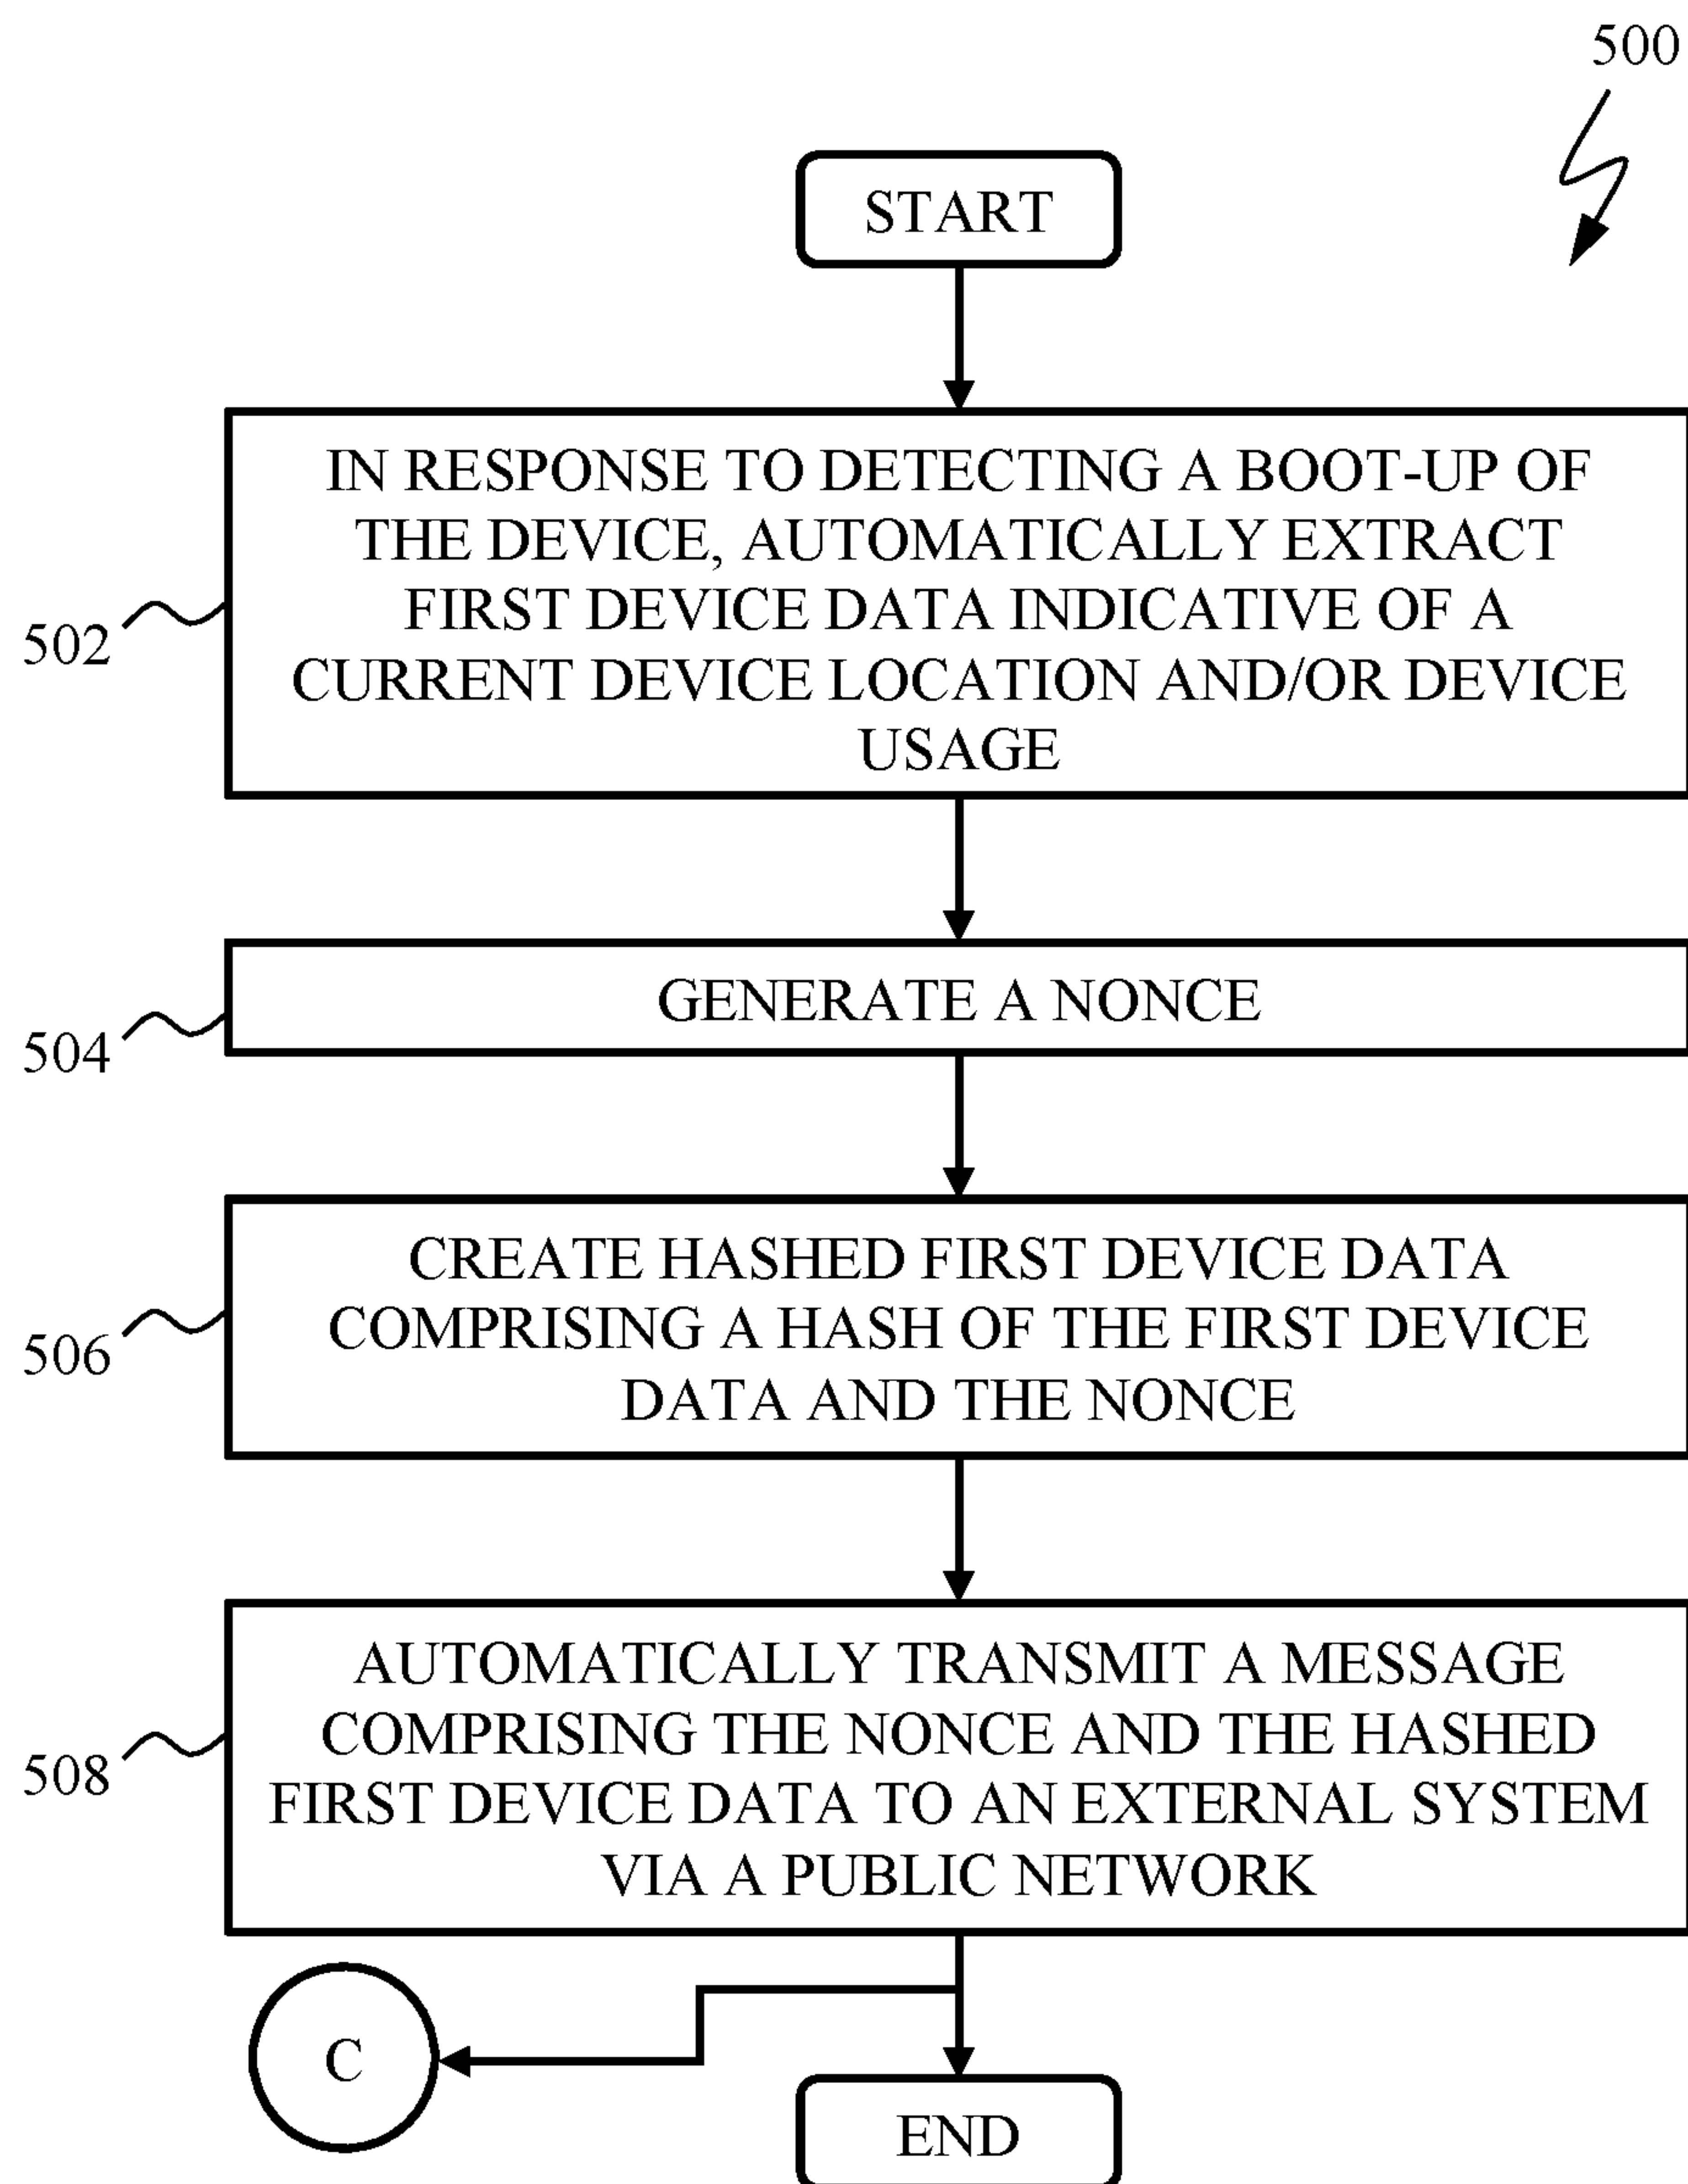 500
START
IN RESPONSE TO DETECTING A BOOT-UP OF
THE DEVICE, AUTOMATICALLY EXTRACT
FIRST DEVICE DATA INDICATIVE OF A
CURRENT DEVICE LOCATION AND/OR DEVICE
USAGE
502
GENERATE A NONCE
504
CREATE HASHED FIRST DEVICE DATA
COMPRISING A HASH OF THE FIRST DEVICE
DATA AND THE NONCE
506
AUTOMATICALLY TRANSMIT A MESSAGE
COMPRISING THE NONCE AND THE HASHED
FIRST DEVICE DATA TO AN EXTERNAL SYSTEM
VIA A PUBLIC NETWORK
508
C
END